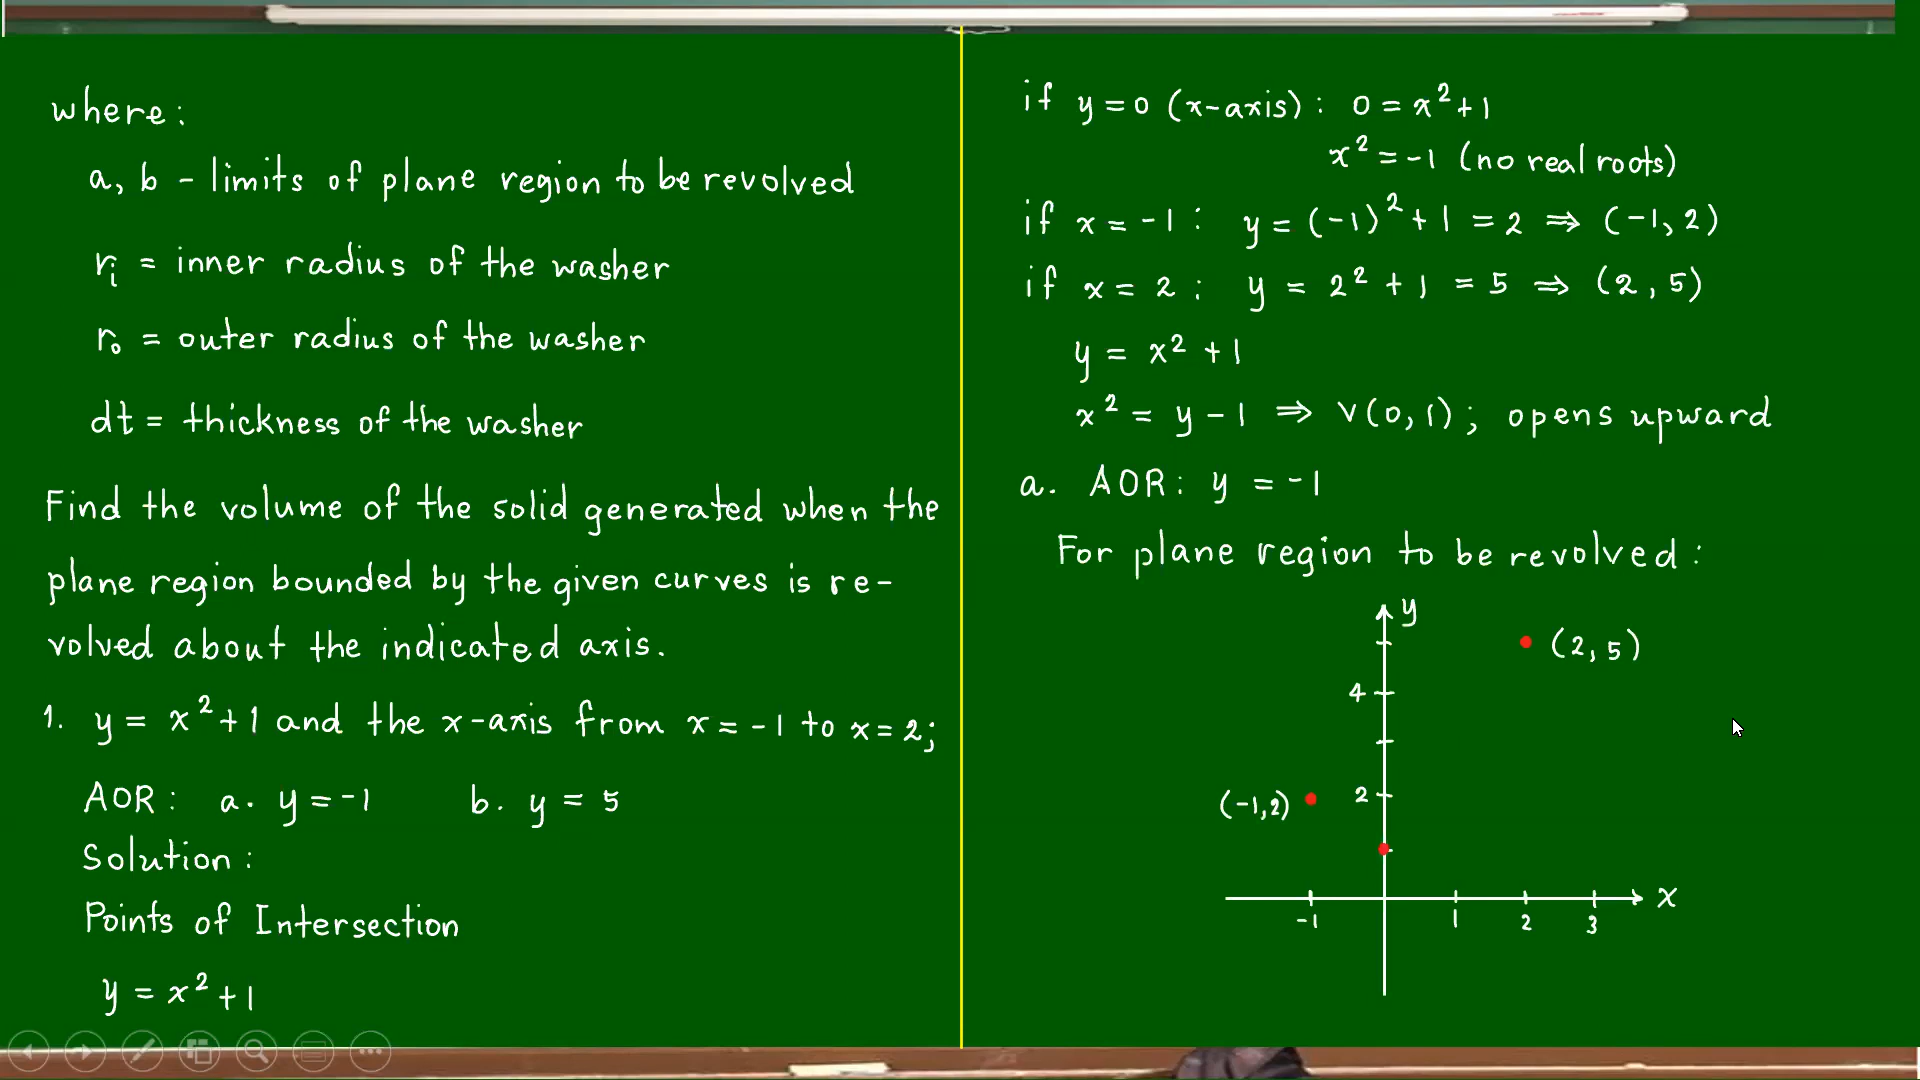 where:
a, b - limits of plane region to be revolved
rᵢ = inner radius of the washer
rₒ = outer radius of the washer
dt = thickness of the washer
Find the volume of the solid generated when the
plane region bounded by the given curves is re-
volved about the indicated axis.
1. y = x² + 1 and the x-axis from x = -1 to x = 2;
AOR: a. y = -1 b. y = 5
Solution:
Points of Intersection
y = x² + 1
if y = 0 (x-axis): 0 = x² + 1
x² = -1 (no real roots)
if x = -1: y = (-1)² + 1 = 2 ⇒ (-1, 2)
if x = 2: y = 2² + 1 = 5 ⇒ (2, 5)
y = x² + 1
x² = y - 1 ⇒ V(0, 1); opens upward
a. AOR: y = -1
For plane region to be revolved:
y
(2, 5)
4
(-1, 2)
2
x
-1 1 2 3